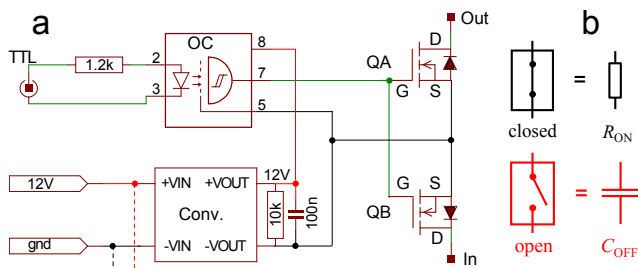 a
b
OC
TTL
1.2k
2
3
8
7
5
QA
G
S
D
Out
12V
gnd
+VIN
+VOUT
Conv.
-VIN
-VOUT
12V
10k
100n
QB
G
S
D
In
closed
=
R_ON
open
=
C_OFF